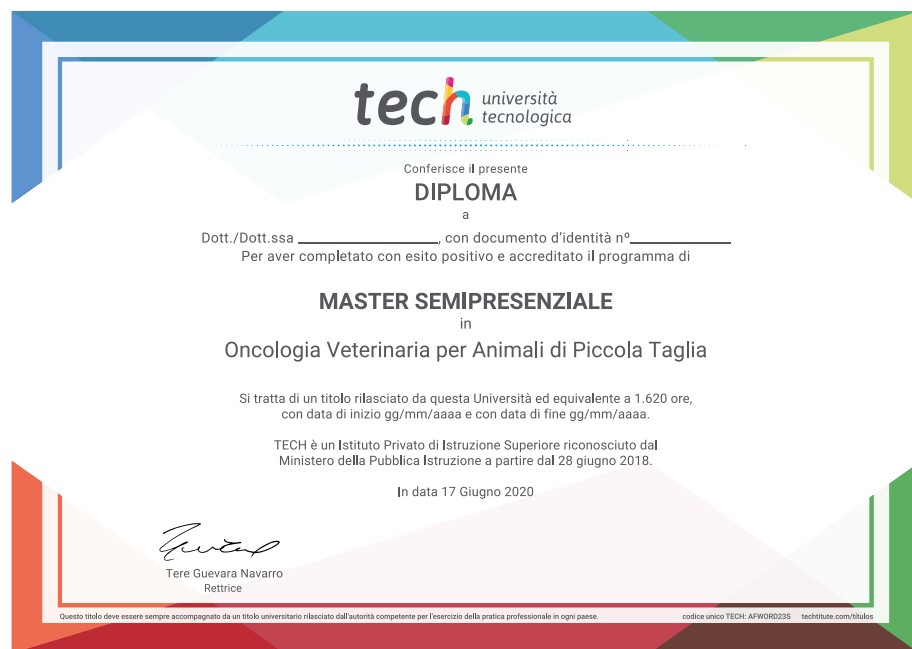 tech università
tecnologica
Conferisce il presente
DIPLOMA
a
Dott./Dott.ssa ____________________, con documento d'identità nº______________
Per aver completato con esito positivo e accreditato il programma di
MASTER SEMIPRESENZIALE
in
Oncologia Veterinaria per Animali di Piccola Taglia
Si tratta di un titolo rilasciato da questa Università ed equivalente a 1.620 ore,
con data di inizio gg/mm/aaaa e con data di fine gg/mm/aaaa.
TECH è un Istituto Privato di Istruzione Superiore riconosciuto dal
Ministero della Pubblica Istruzione a partire dal 28 giugno 2018.
In data 17 Giugno 2020
Tere Guevara Navarro
Rettrice
Questo titolo deve essere sempre accompagnato da un titolo universitario rilasciato dall'autorità competente per l'esercizio della pratica professionale in ogni paese. codice unico TECH: AFWORD23S techtitute.com/titulos